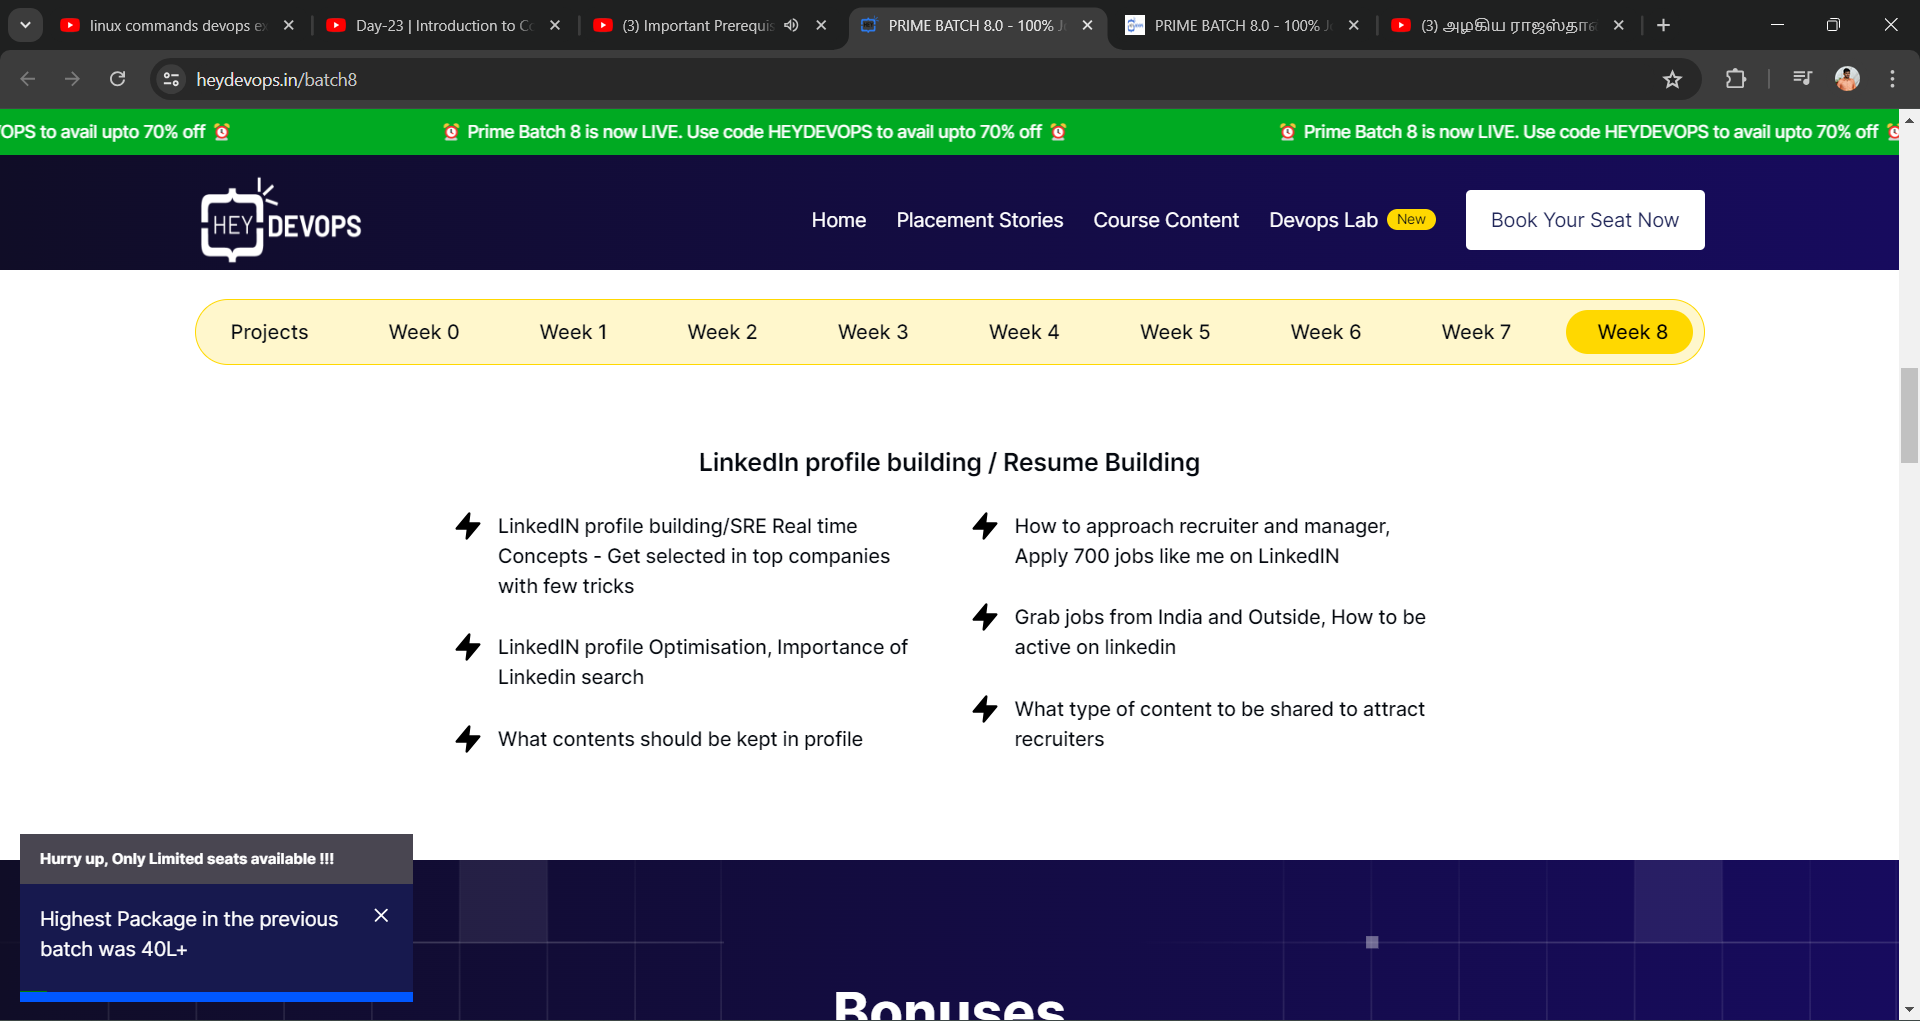 linux commands devops e
Day-23 | Introduction to C
(3) Important Prerequis
PRIME BATCH 8.0 - 100% J
PRIME BATCH 8.0 - 100% J
(3) அழகிய ராஜஸ்தான்
heydevops.in/batch8
OPS to avail upto 70% off
Prime Batch 8 is now LIVE. Use code HEYDEVOPS to avail upto 70% off
Prime Batch 8 is now LIVE. Use code HEYDEVOPS to avail upto 70% off
HEY DEVOPS
Home
Placement Stories
Course Content
Devops Lab New
Book Your Seat Now
Projects
Week 0
Week 1
Week 2
Week 3
Week 4
Week 5
Week 6
Week 7
Week 8
LinkedIn profile building / Resume Building
LinkedIN profile building/SRE Real time
Concepts - Get selected in top companies
with few tricks
LinkedIN profile Optimisation, Importance of
Linkedin search
What contents should be kept in profile
How to approach recruiter and manager,
Apply 700 jobs like me on LinkedIN
Grab jobs from India and Outside, How to be
active on linkedin
What type of content to be shared to attract
recruiters
Hurry up, Only Limited seats available !!!
Highest Package in the previous
batch was 40L+
Bonuses